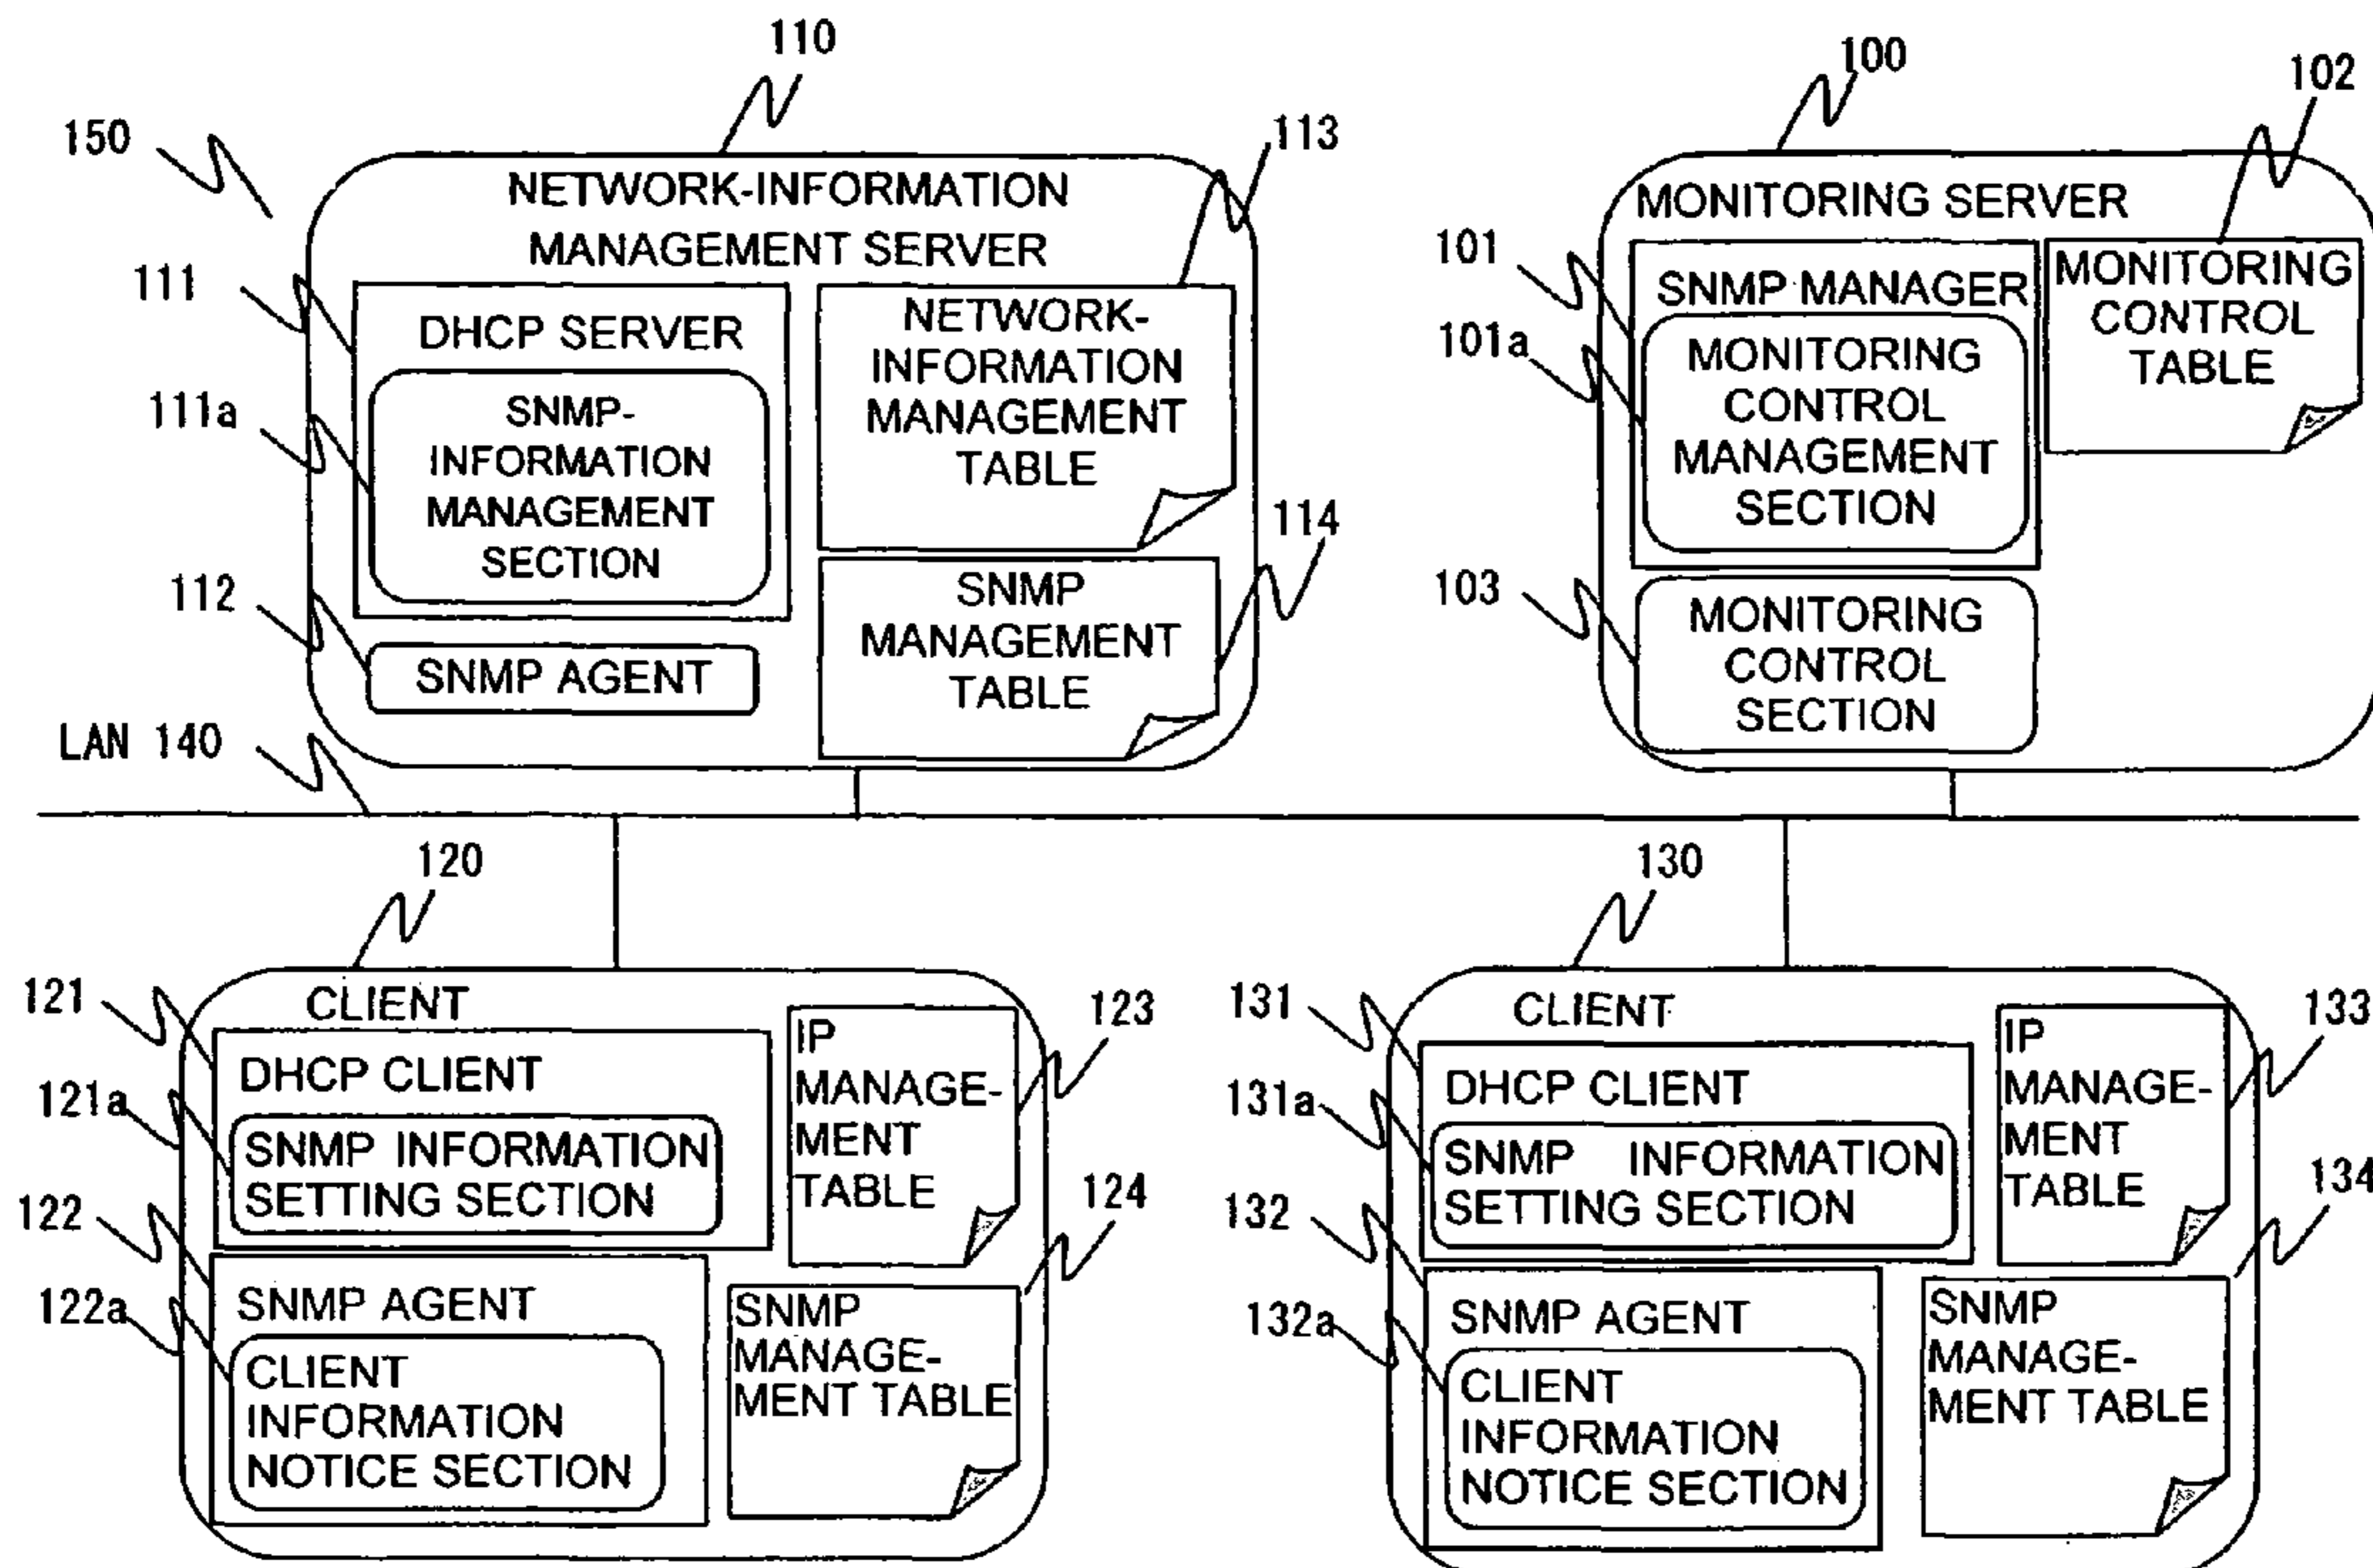 110
100
102
150
113
NETWORK-INFORMATION
MANAGEMENT SERVER
MONITORING SERVER
111
DHCP SERVER
111a
SNMP-
INFORMATION
MANAGEMENT
SECTION
NETWORK-
INFORMATION
MANAGEMENT
TABLE
101
SNMP MANAGER
101a
MONITORING
CONTROL
MANAGEMENT
SECTION
MONITORING
CONTROL
TABLE
114
112
SNMP AGENT
SNMP
MANAGEMENT
TABLE
103
MONITORING
CONTROL
SECTION
LAN 140
120
130
121
CLIENT
DHCP CLIENT
121a
SNMP INFORMATION
SETTING SECTION
IP
MANAGE-
MENT
TABLE
123
122
SNMP AGENT
122a
CLIENT
INFORMATION
NOTICE SECTION
124
SNMP
MANAGE-
MENT TABLE
131
CLIENT
DHCP CLIENT
131a
SNMP INFORMATION
SETTING SECTION
IP
MANAGE-
MENT
TABLE
133
132
SNMP AGENT
132a
CLIENT
INFORMATION
NOTICE SECTION
134
SNMP
MANAGE-
MENT TABLE